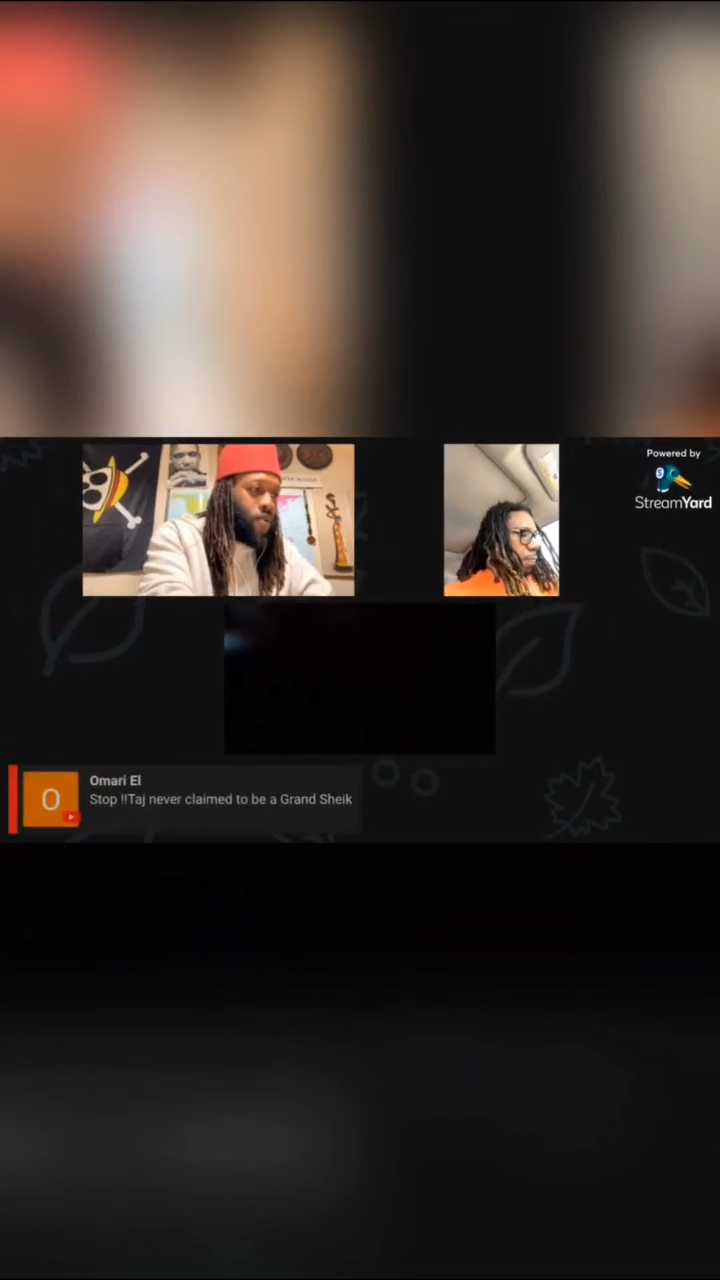 Powered by
StreamYard
Omari El
Stop !!Taj never claimed to be a Grand Sheik
O